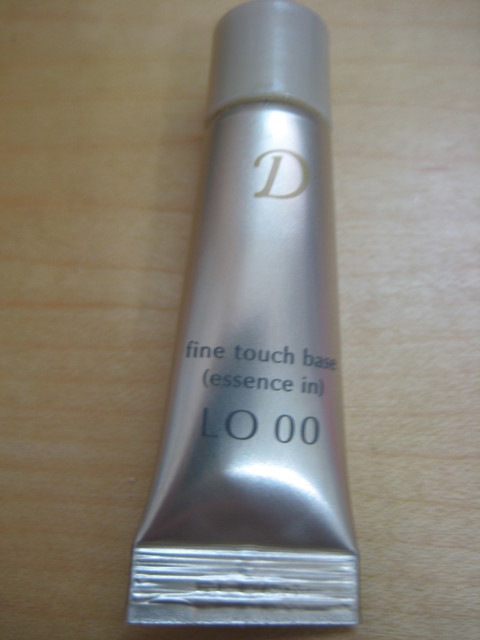 D
fine touch base
(essence in)
LO 00